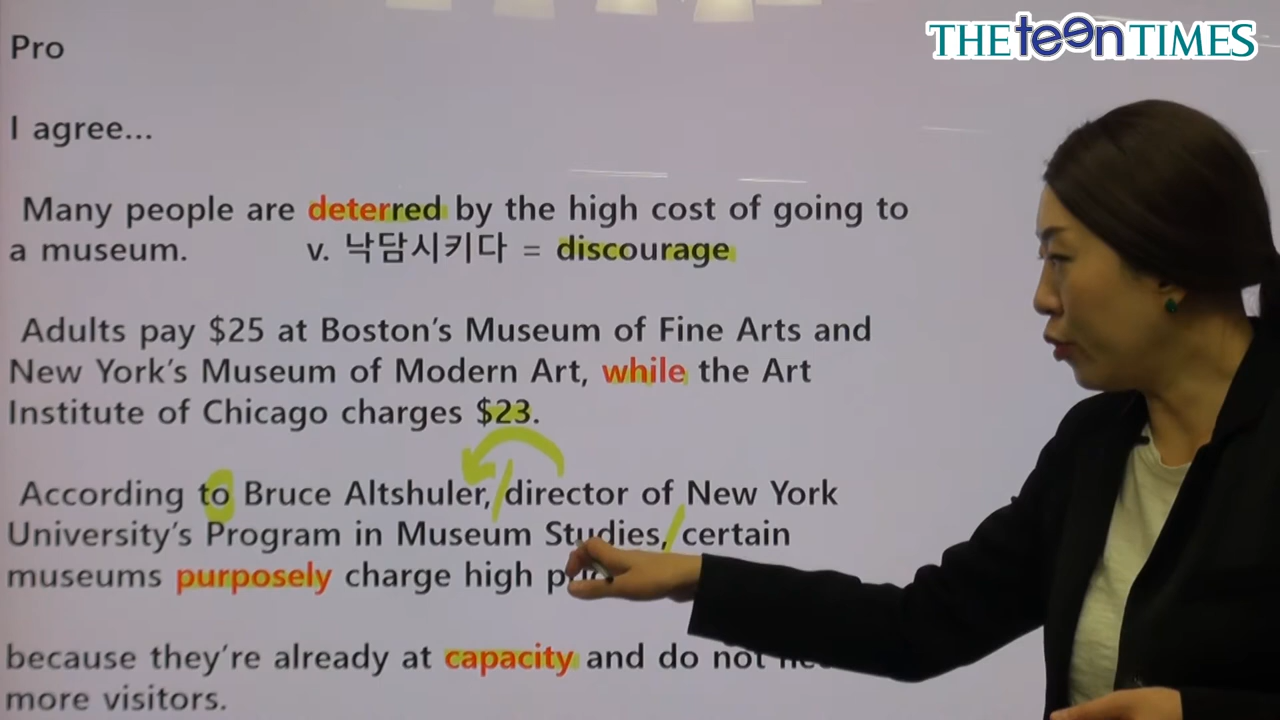 THE teen TIMES
Pro
I agree...
Many people are deterred by the high cost of going to
a museum. v. 낙담시키다 = discourage
Adults pay $25 at Boston's Museum of Fine Arts and
New York's Museum of Modern Art, while the Art
Institute of Chicago charges $23.
According to Bruce Altshuler, director of New York
University's Program in Museum Studies, certain
museums purposely charge high
because they're already at capacity and do not
more visitors.